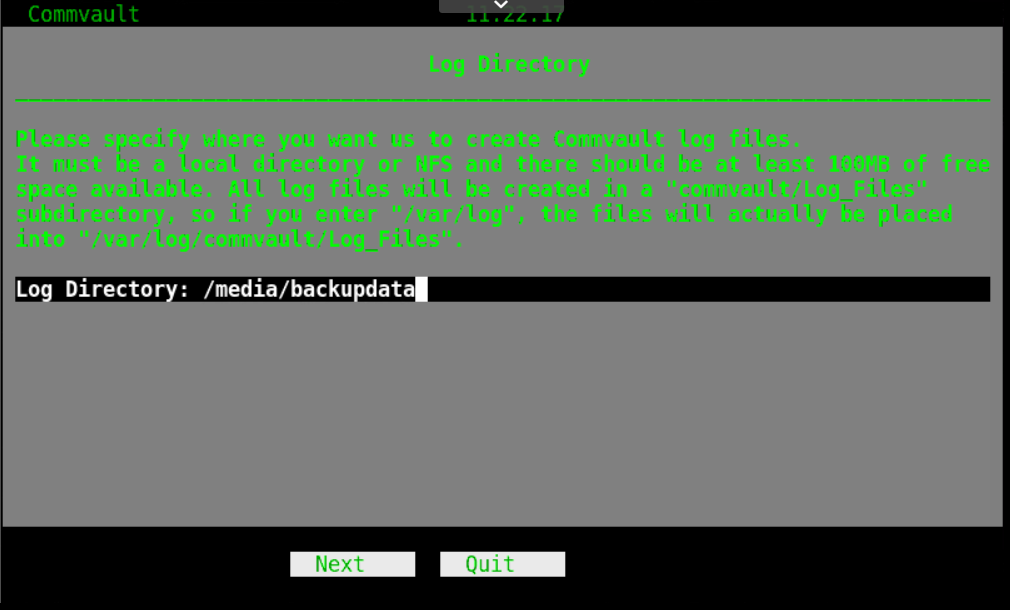 Commvault 11.22.17
Log Directory
Please specify where you want us to create Commvault log files.
It must be a local directory or NFS and there should be at least 100MB of free
space available. All log files will be created in a "commvault/Log_Files"
subdirectory, so if you enter "/var/log", the files will actually be placed
into "/var/log/commvault/Log_Files".
Log Directory: /media/backupdata
Next Quit